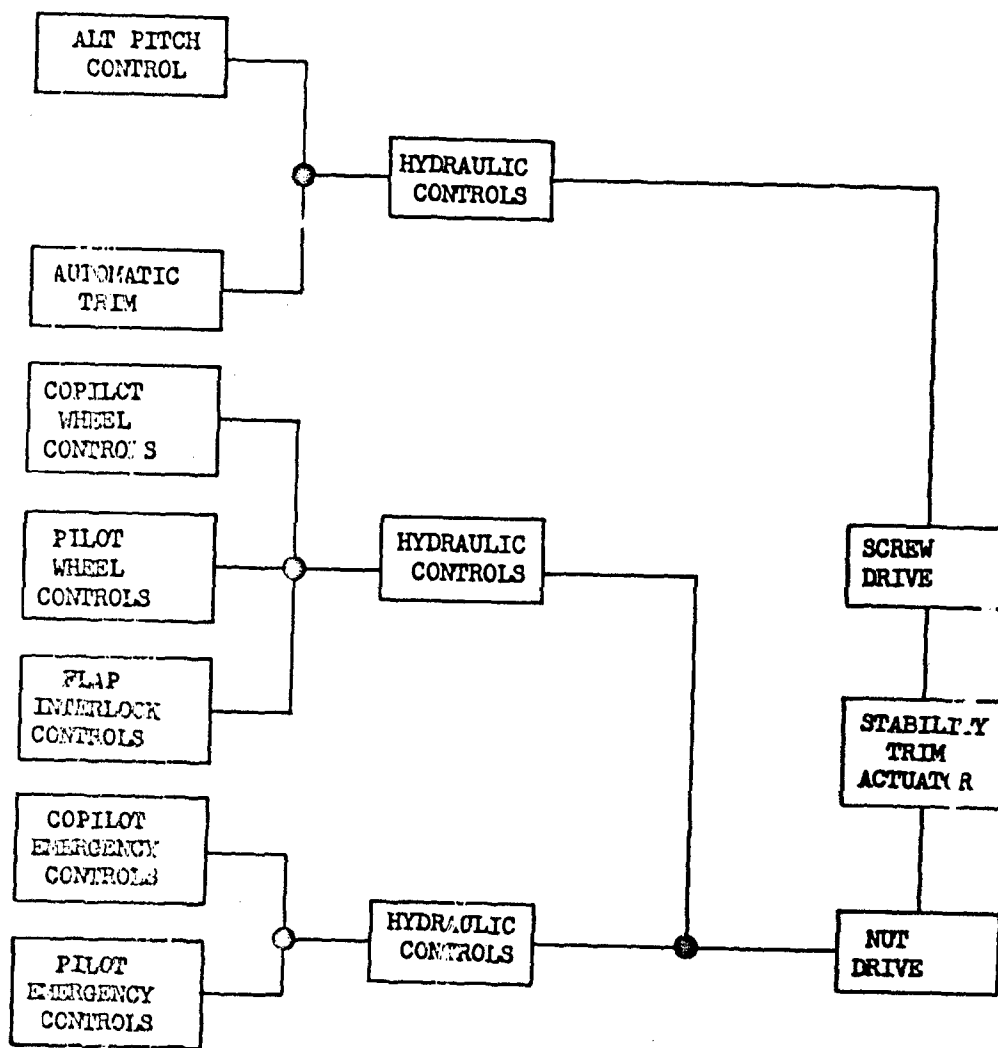 ALT PITCH
CONTROL
HYDRAULIC
CONTROLS
AUTOMATIC
TRIM
COPILOT
WHEEL
CONTROLS
PILOT
WHEEL
CONTROLS
HYDRAULIC
CONTROLS
SCREW
DRIVE
FLAP
INTERLOCK
CONTROLS
STABILITY
TRIM
ACTUATOR
COPILOT
EMERGENCY
CONTROLS
HYDRAULIC
CONTROLS
NUT
DRIVE
PILOT
EMERGENCY
CONTROLS